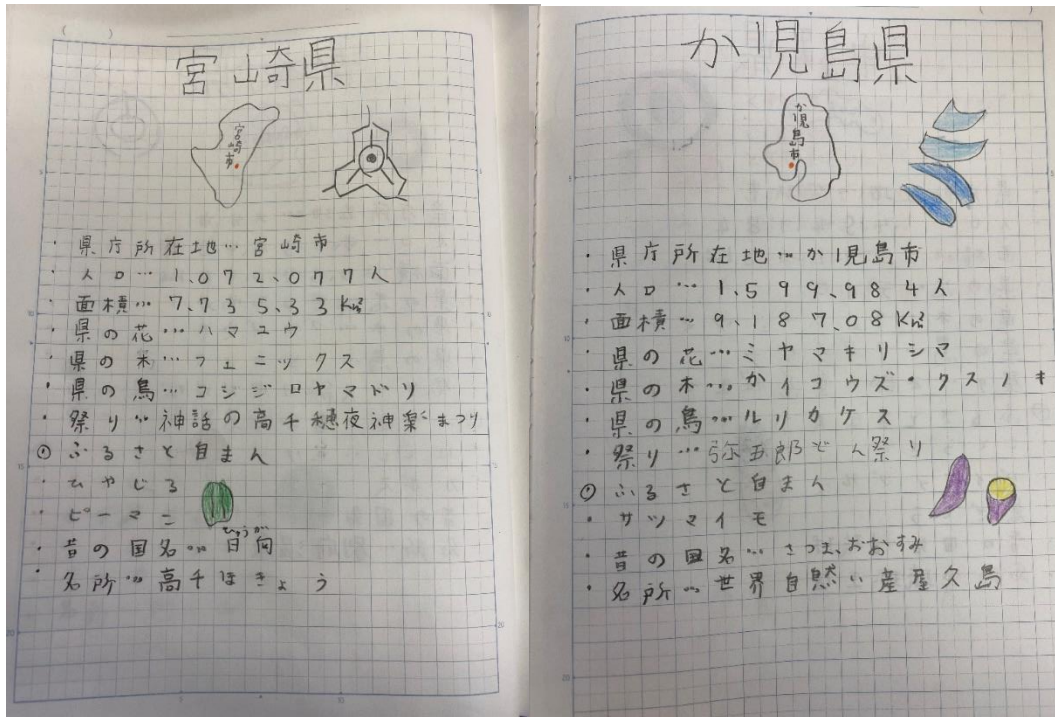 宮崎県
宮崎市
・県庁所在地…宮崎市
・人口…1.072、077人
・面積…7.735.33Km²
・県の花…ハマユウ
・県の木…フェニックス
・県の鳥…コシジロヤマドリ
・祭り…神話の高千穂夜神楽まつり
◎ふるさと自まん
・ひやじる
・ピーマン
・昔の国名…日向
ひゅうが
・名所…高千ほきょう
か児島県
か児島市
・県庁所在地…か児島市
・人口…1.599.984人
・面積…9.187.08Km²
・県の花…ミヤマキリシマ
・県の木…カイコウズ・クスノキ
・県の鳥…ルリカケス
・祭り…弥五郎どん祭り
◎ふるさと自まん
・サツマイモ
・昔の国名…さつま、おおすみ
・名所…世界自然い産屋久島